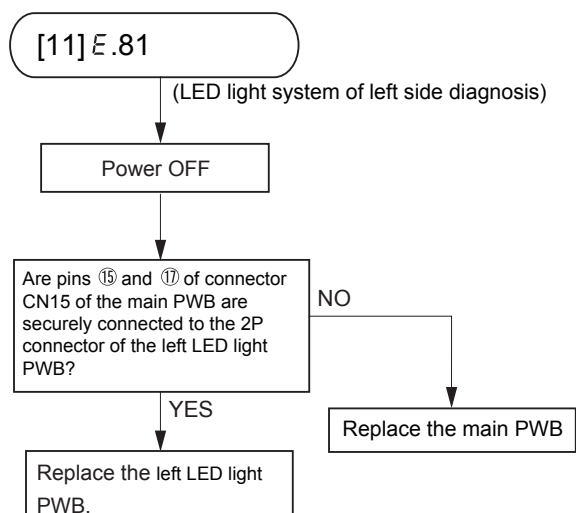 [11] E.81
(LED light system of left side diagnosis)
Power OFF
Are pins ⑮ and ⑰ of connector
CN15 of the main PWB are
securely connected to the 2P
connector of the left LED light
PWB?
NO
YES
Replace the main PWB
Replace the left LED light
PWB.